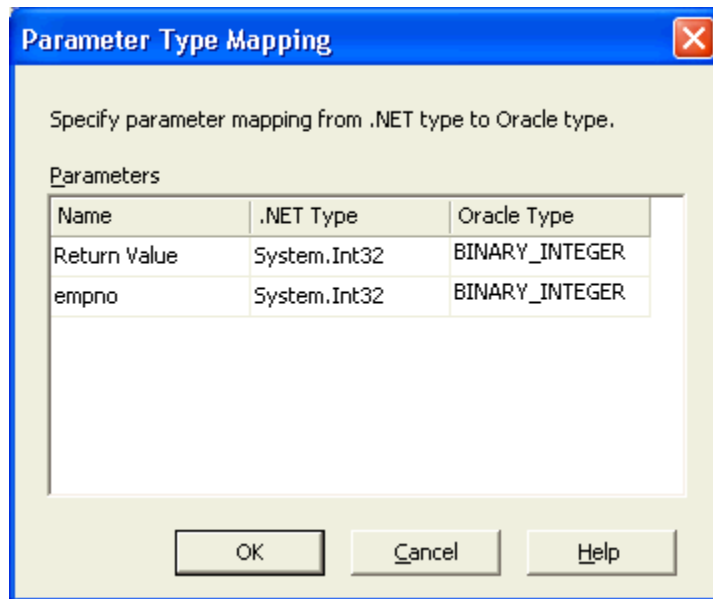 Parameter Type Mapping
Specify parameter mapping from .NET type to Oracle type.
Parameters
Name .NET Type Oracle Type
Return Value System.Int32 BINARY_INTEGER
empno System.Int32 BINARY_INTEGER
OK Cancel Help